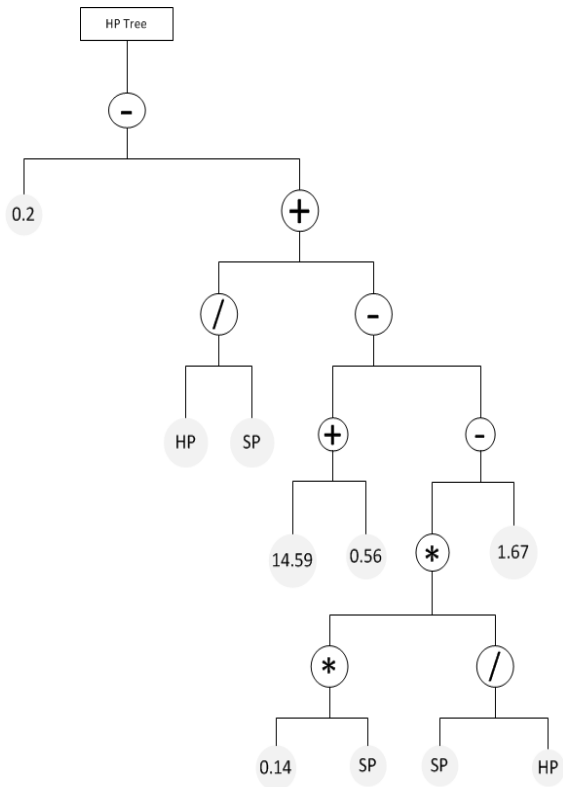 HP Tree
-
0.2
+
/
-
HP
SP
+
-
14.59
0.56
*
1.67
*
/
0.14
SP
SP
HP